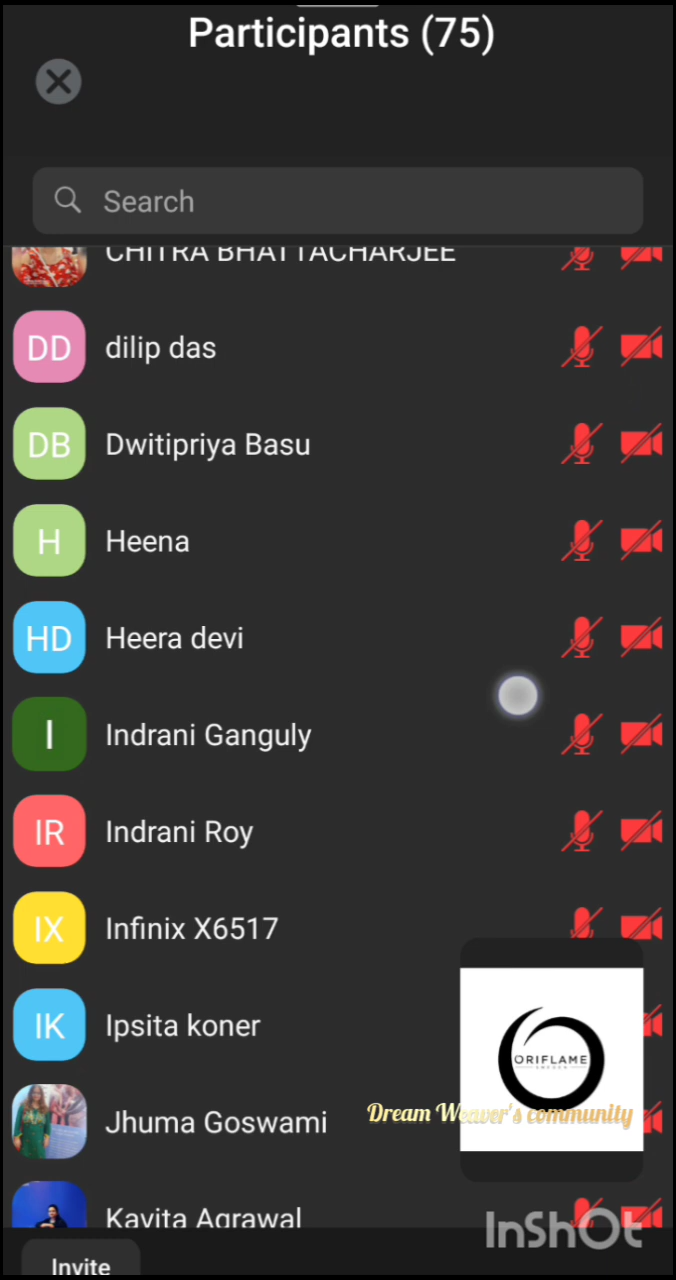 Participants (75)
Search
CHITRA BHATTACHARJEE
DD dilip das
DB Dwitipriya Basu
H Heena
HD Heera devi
I Indrani Ganguly
IR Indrani Roy
IX Infinix X6517
IK Ipsita koner
ORIFLAME
SWEDEN
Jhuma Goswami
Dream Weaver's community
Kavita Agrawal
InShOt
Invite